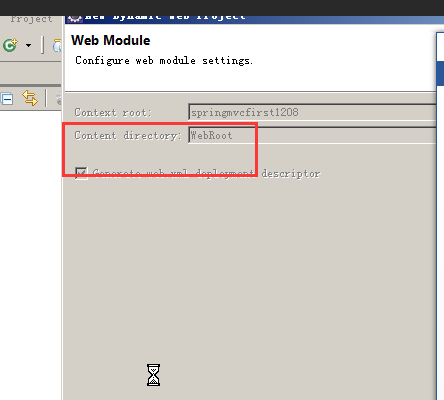 Project
New Dynamic Web Project
Web Module
Configure web module settings.
Context root: springmvcfirst1208
Content directory: WebRoot
Generate web.xml deployment descriptor